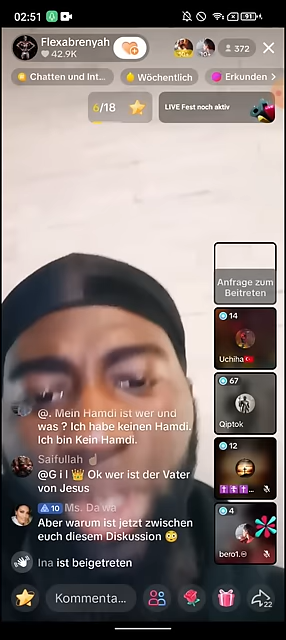 02:51
91
Flexabrenyah
42.9K
372
Chatten und Int...
Wöchentlich
Erkunden
6/18
LIVE Fest noch aktiv
Anfrage zum
Beitreten
14
Uchiha🇹🇷
67
Qiptok
12
✝️✝️✝️...
4
bero1.♾
@. Mein Hamdi ist wer und
was ? Ich habe keinen Hamdi.
Ich bin Kein Hamdi.
Saifullah ☝🏻
@G i l 👑 Ok wer ist der Vater
von Jesus
10 Ms. Da wa
Aber warum ist jetzt zwischen
euch diesem Diskussion 😳
Ina ist beigetreten
Kommenta...
22